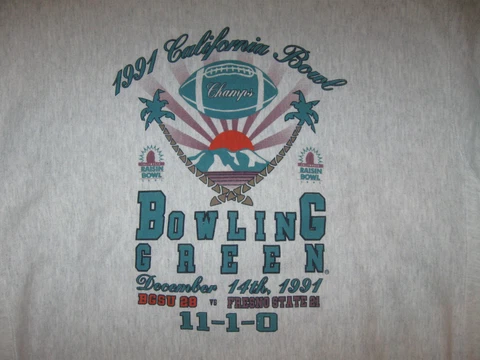 1991 California Bowl
Champs
RAISIN
BOWL
RAISIN
BOWL
BOWLING
GREEN®
December 14th, 1991
BGSU 28 VS FRESNO STATE 21
11-1-0